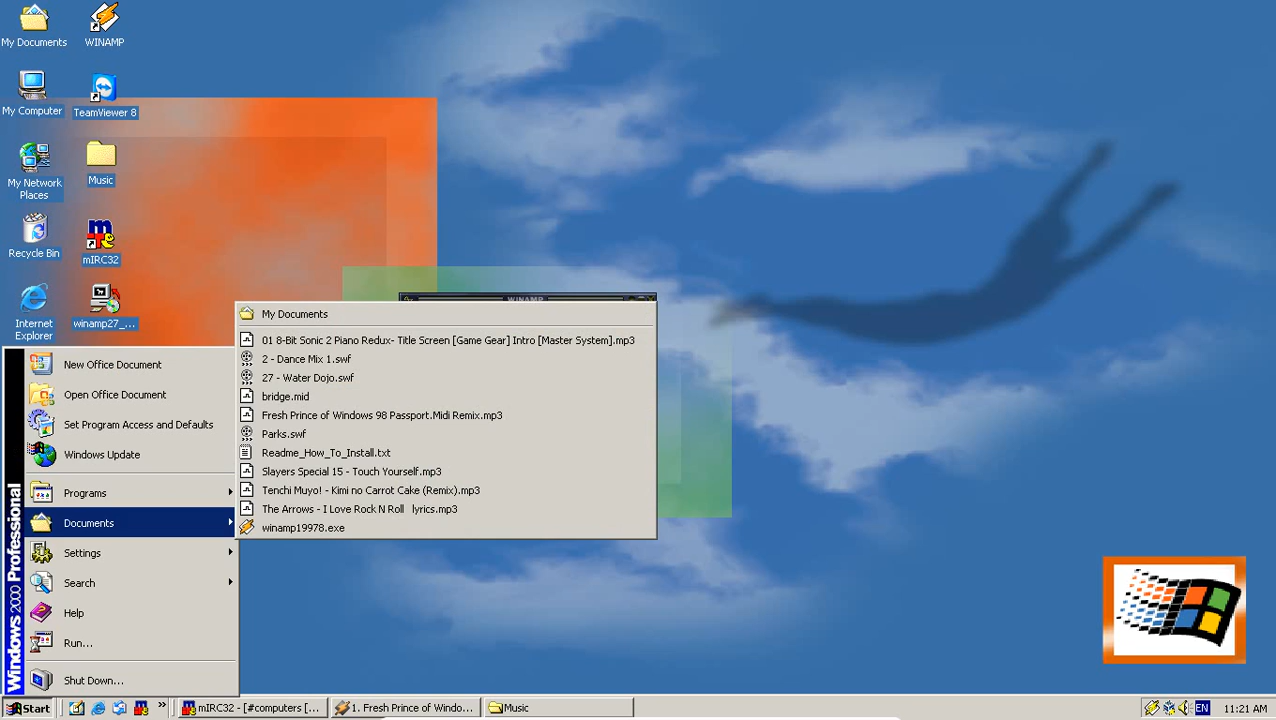 My Documents
WINAMP
My Computer
TeamViewer 8
My Network
Places
Music
Recycle Bin
mIRC32
Internet
Explorer
winamp27_...
WINAMP
My Documents
01 8-Bit Sonic 2 Piano Redux- Title Screen [Game Gear] Intro [Master System].mp3
2 - Dance Mix 1.swf
27 - Water Dojo.swf
bridge.mid
Fresh Prince of Windows 98 Passport.Midi Remix.mp3
Parks.swf
Readme_How_To_Install.txt
Slayers Special 15 - Touch Yourself.mp3
Tenchi Muyo! - Kimi no Carrot Cake (Remix).mp3
The Arrows - I Love Rock N Roll   lyrics.mp3
winamp19978.exe
Windows 2000 Professional
New Office Document
Open Office Document
Set Program Access and Defaults
Windows Update
Programs
Documents
Settings
Search
Help
Run...
Shut Down...
Start
mIRC32 - [#computers [...
1. Fresh Prince of Windo...
Music
EN
11:21 AM